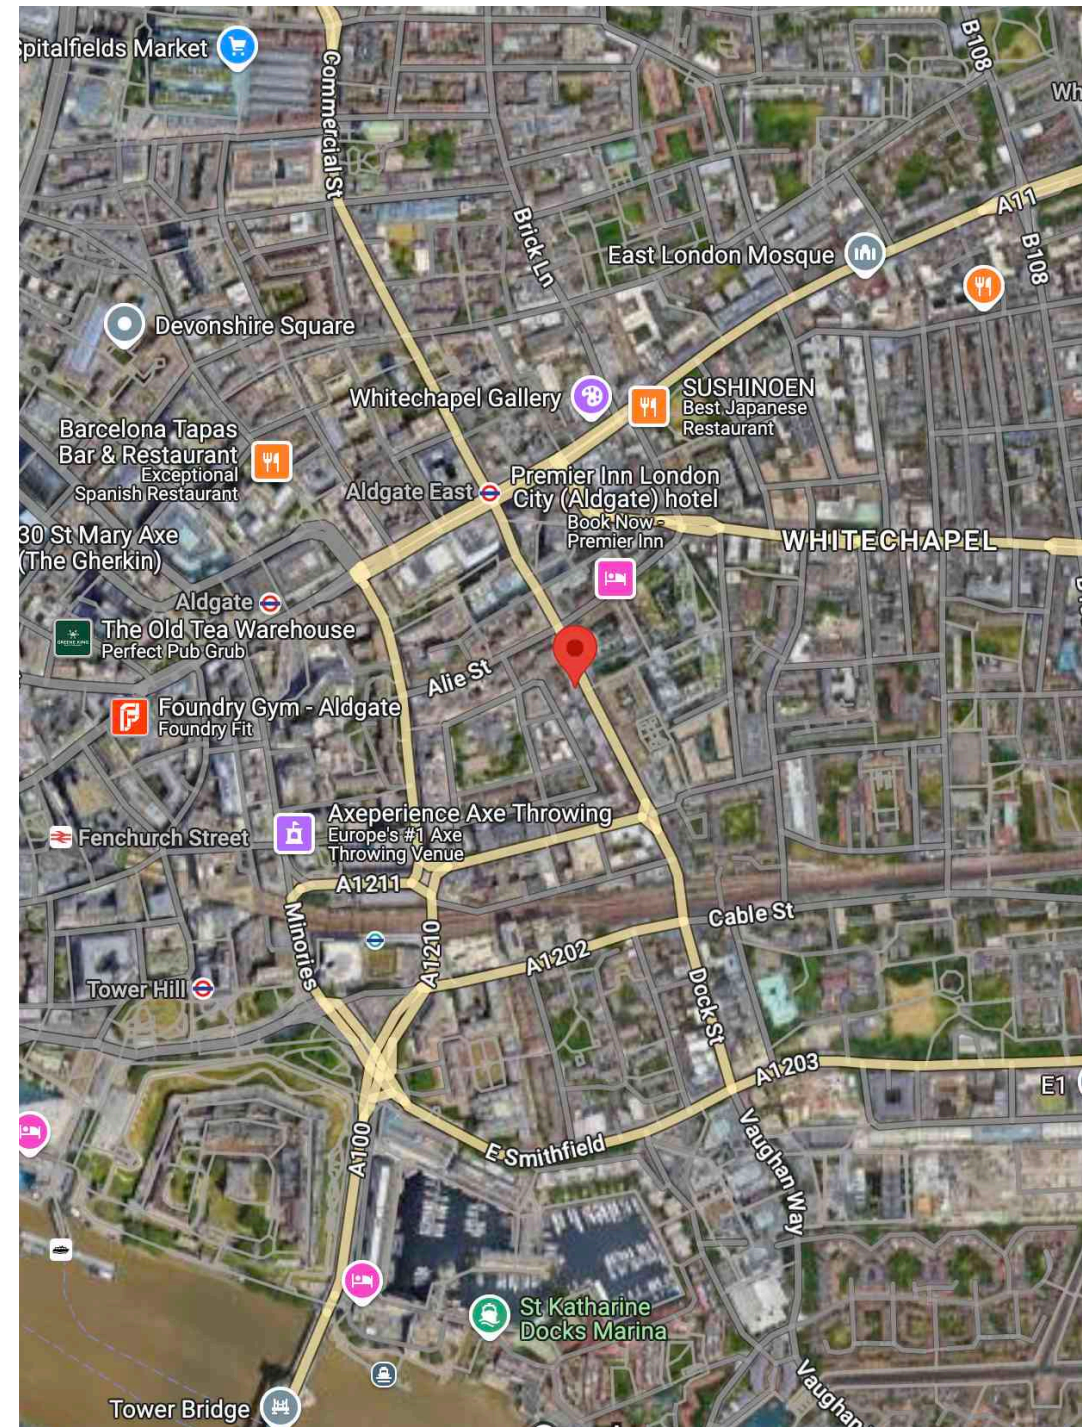 pitalfields Market
Commercial St
B108
Wh
A11
Brick Ln
East London Mosque
B108
Devonshire Square
Whitechapel Gallery
SUSHINOEN
Best Japanese
Restaurant
Barcelona Tapas
Bar & Restaurant
Exceptional
Spanish Restaurant
Aldgate East
Premier Inn London
City (Aldgate) hotel
Book Now -
Premier Inn
30 St Mary Axe
(The Gherkin)
WHITECHAPEL
Aldgate
The Old Tea Warehouse
Perfect Pub Grub
GREENE KING
Alie St
Foundry Gym - Aldgate
Foundry Fit
Axeperience Axe Throwing
Europe's #1 Axe
Throwing Venue
Fenchurch Street
A1211
Minories
A1210
A1202
Cable St
Tower Hill
Dock St
A1203
E1
A100
E Smithfield
Vaughan Way
St Katharine
Docks Marina
Tower Bridge
Vaughan